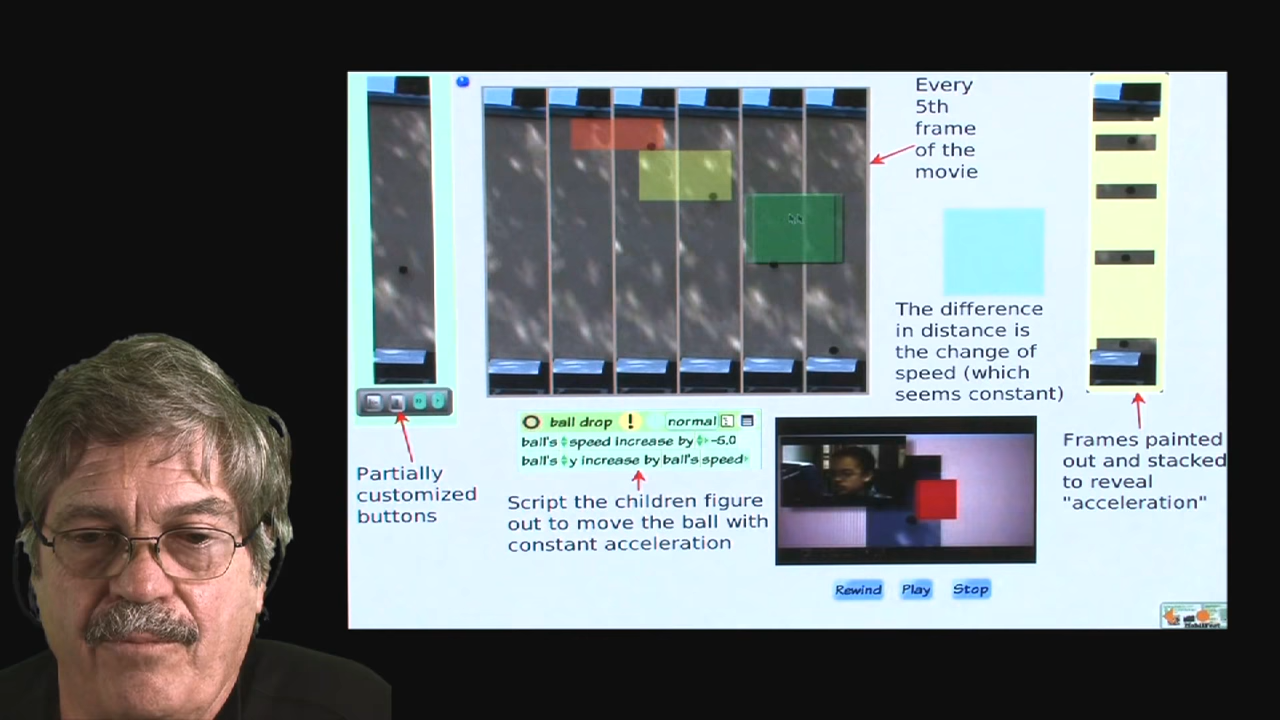 Every
5th
frame
of the
movie
The difference
in distance is
the change of
speed (which
seems constant)
ball drop ! normal
ball's speed increase by -5.0
ball's y increase by ball's speed
Partially
customized
buttons
Script the children figure
out to move the ball with
constant acceleration
Frames painted
out and stacked
to reveal
"acceleration"
Rewind Play Stop